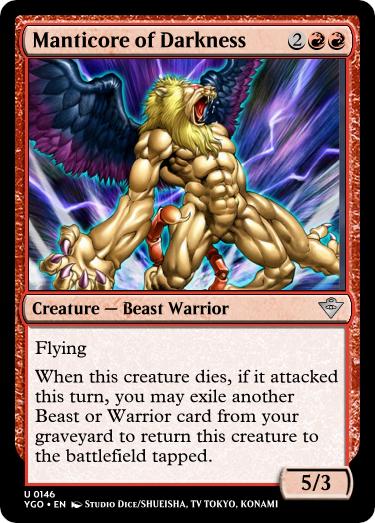 Manticore of Darkness 2
Creature — Beast Warrior
Flying
When this creature dies, if it attacked
this turn, you may exile another
Beast or Warrior card from your
graveyard to return this creature to
the battlefield tapped.
5/3
U 0146
YGO • EN Studio Dice/SHUEISHA, TV TOKYO, KONAMI